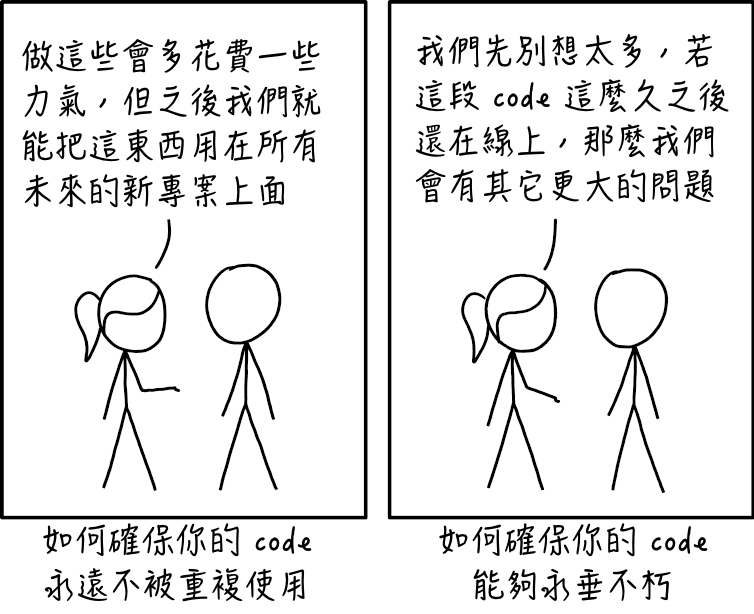 做這些會多花費一些
力氣，但之後我們就
能把這東西用在所有
未來的新專案上面
如何確保你的 code
永遠不被重複使用
我們先別想太多，若
這段 code 這麼久之後
還在線上，那麼我們
會有其它更大的問題
如何確保你的 code
能夠永垂不朽